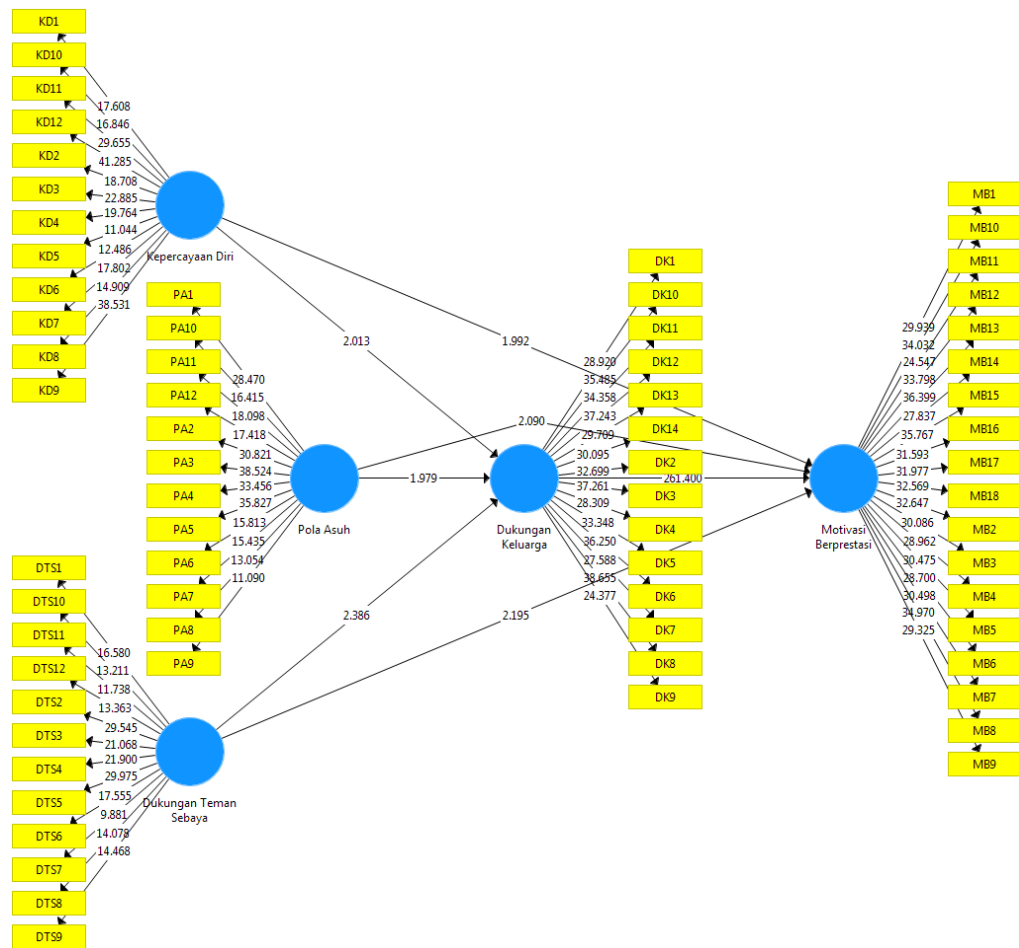 KD1
KD10
KD11
KD12
KD2
KD3
KD4
KD5
KD6
KD7
KD8
KD9
17.608
16.846
29.655
41.285
18.708
22.885
19.764
11.044
12.486
17.802
14.909
38.531
Kepercayaan Diri
PA1
PA10
PA11
PA12
PA2
PA3
PA4
PA5
PA6
PA7
PA8
PA9
28.470
16.415
18.098
17.418
30.821
38.524
33.456
35.827
15.813
15.435
13.054
11.090
Pola Asuh
DTS1
DTS10
DTS11
DTS12
DTS2
DTS3
DTS4
DTS5
DTS6
DTS7
DTS8
DTS9
16.580
13.211
11.738
13.363
29.545
21.068
21.900
29.975
17.555
9.881
14.078
14.468
Dukungan Teman
Sebaya
2.013
1.992
2.090
1.979
261.400
2.386
2.195
Dukungan
Keluarga
28.920
35.485
34.358
37.243
29.709
30.095
32.699
37.261
28.309
33.348
36.250
27.588
38.655
24.377
DK1
DK10
DK11
DK12
DK13
DK14
DK2
DK3
DK4
DK5
DK6
DK7
DK8
DK9
Motivasi
Berprestasi
29.939
34.032
24.547
33.798
36.399
27.837
35.767
31.593
31.977
32.569
32.647
30.086
28.962
30.475
28.700
30.498
34.970
29.325
MB1
MB10
MB11
MB12
MB13
MB14
MB15
MB16
MB17
MB18
MB2
MB3
MB4
MB5
MB6
MB7
MB8
MB9